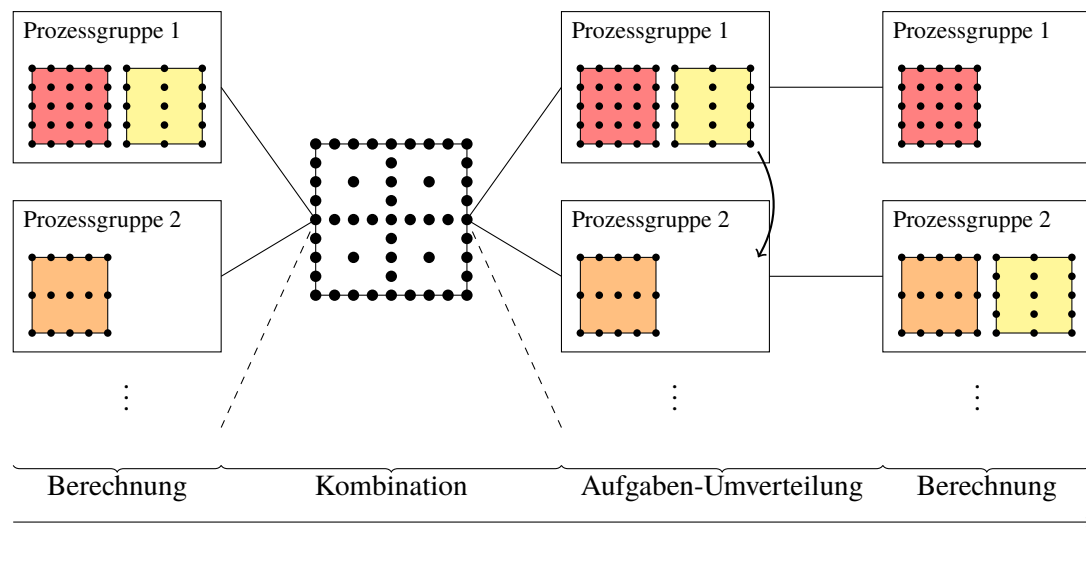 Prozessgruppe 1
Prozessgruppe 1
Prozessgruppe 1
Prozessgruppe 2
Prozessgruppe 2
Prozessgruppe 2
Berechnung
Kombination
Aufgaben-Umverteilung
Berechnung